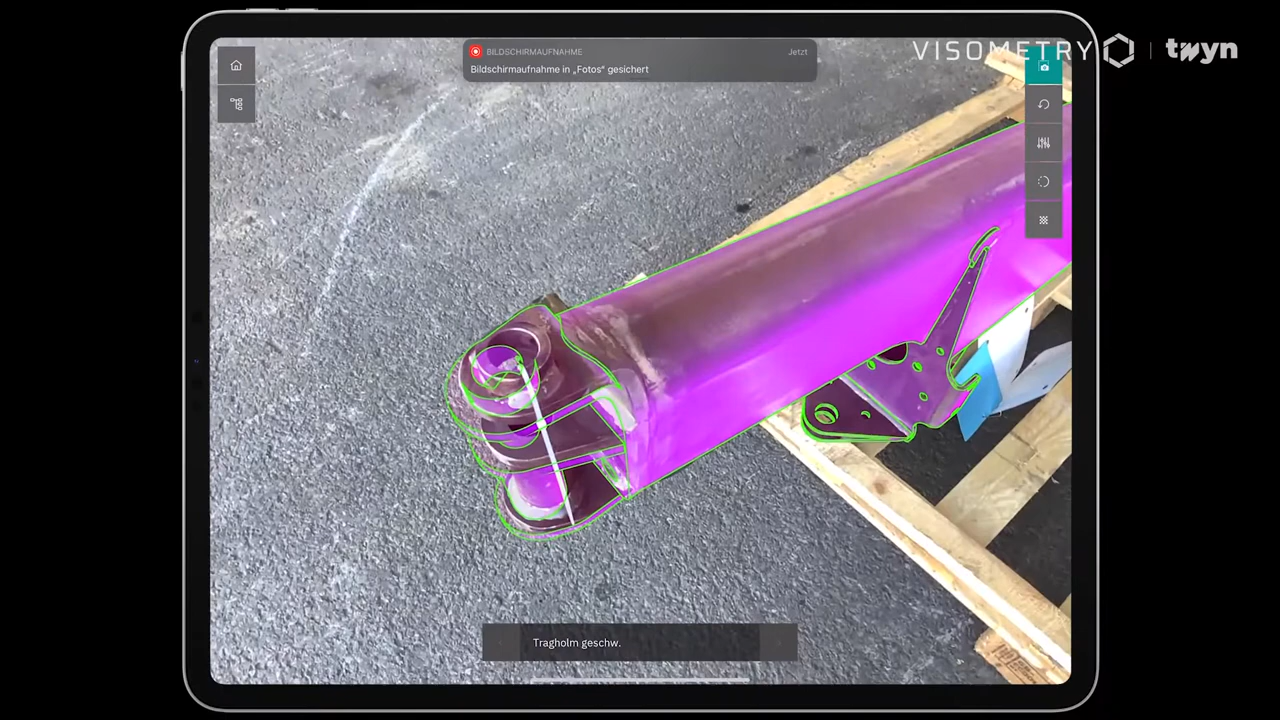 BILDSCHIRMAUFNAHME
Jetzt
Bildschirmaufnahme in „Fotos“ gesichert
VISOMETRY | twyn
Tragholm geschw.